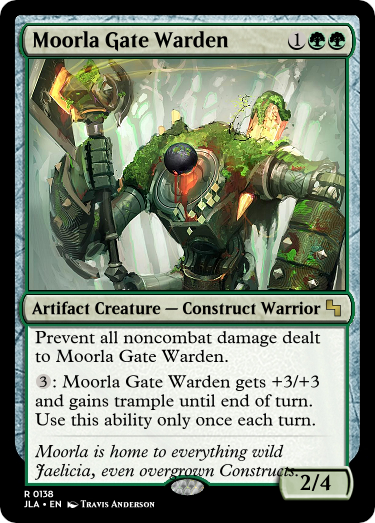 Moorla Gate Warden 1
Artifact Creature — Construct Warrior
Prevent all noncombat damage dealt
to Moorla Gate Warden.
3: Moorla Gate Warden gets +3/+3
and gains trample until end of turn.
Use this ability only once each turn.
Moorla is home to everything wild
Jaelicia, even overgrown Constructs.
2/4
R 0138
JLA • EN Travis Anderson